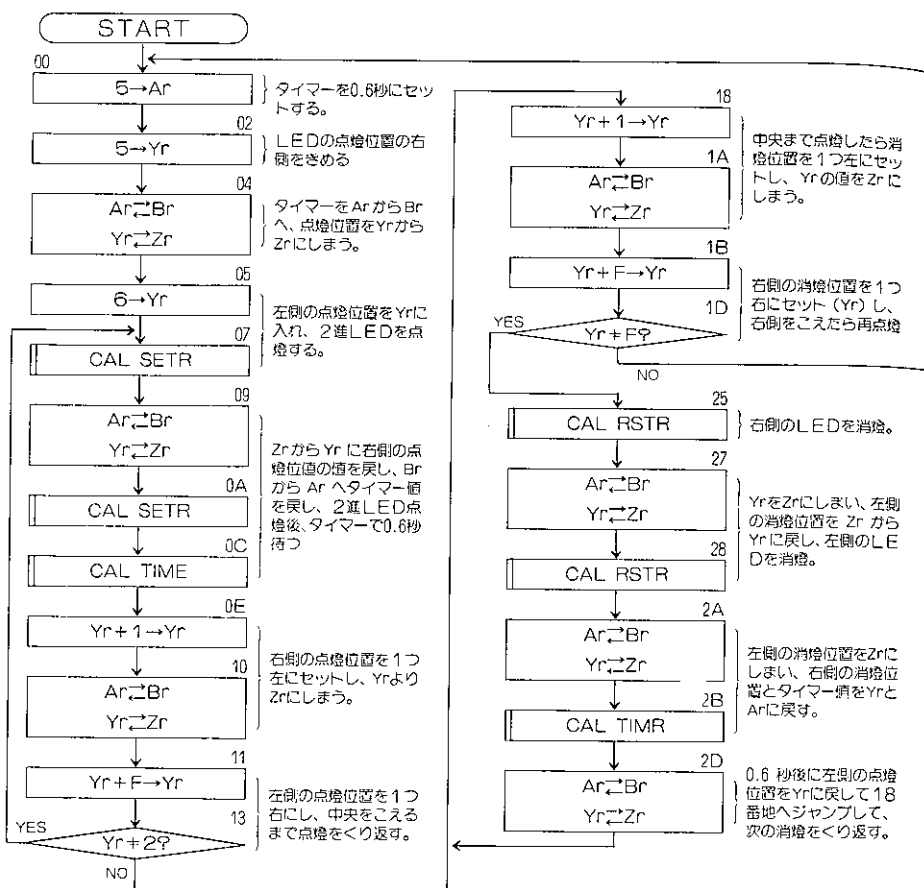 START
00
5→Ar
タイマーを0.6秒にセッ
トする。
02
5→Yr
LEDの点燈位置の右
側をきめる
04
Ar⇄Br
Yr⇄Zr
タイマーをArからBr
へ、点燈位置をYrから
Zrにしまう。
05
6→Yr
左側の点燈位置をYrに
入れ、2進LEDを点
燈する。
07
CAL SETR
09
Ar⇄Br
Yr⇄Zr
ZrからYrに右側の点
燈位値の値を戻し、Br
からArへタイマー値
を戻し、2進LED点
燈後、タイマーで0.6秒
待つ
0A
CAL SETR
0C
CAL TIME
0E
Yr+1→Yr
右側の点燈位置を1つ
左にセットし、Yrより
Zrにしまう。
10
Ar⇄Br
Yr⇄Zr
11
Yr+F→Yr
左側の点燈位置を1つ
右にし、中央をこえる
まで点燈をくり返す。
13
YES
Yr≠2?
NO
18
Yr+1→Yr
中央まで点燈したら消
燈位置を1つ左にセッ
トし、Yrの値をZrに
しまう。
1A
Ar⇄Br
Yr⇄Zr
1B
Yr+F→Yr
右側の消燈位置を1つ
右にセット(Yr)し、
右側をこえたら再点燈
1D
YES
Yr≠F?
NO
25
CAL RSTR
右側のLEDを消燈。
27
Ar⇄Br
Yr⇄Zr
YrをZrにしまい、左側
の消燈位置をZrから
Yrに戻し、左側のLE
Dを消燈。
28
CAL RSTR
2A
Ar⇄Br
Yr⇄Zr
左側の消燈位置をZrに
しまい、右側の消燈位
置とタイマー値をYrと
Arに戻す。
2B
CAL TIMR
2D
Ar⇄Br
Yr⇄Zr
0.6秒後に左側の点燈
位置をYrに戻して18
番地へジャンプして、
次の消燈をくり返す。